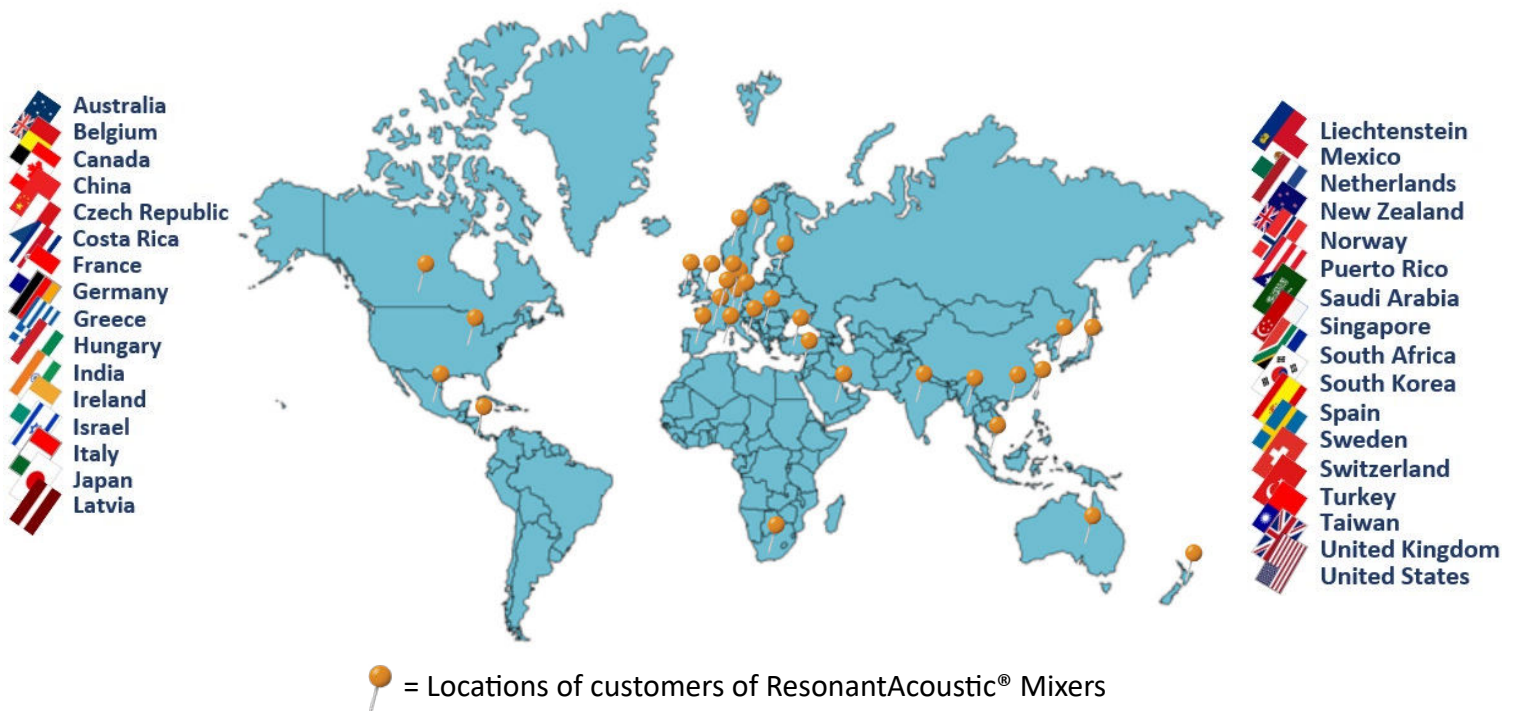 Australia
Belgium
Canada
China
Czech Republic
Costa Rica
France
Germany
Greece
Hungary
India
Ireland
Israel
Italy
Japan
Latvia
Liechtenstein
Mexico
Netherlands
New Zealand
Norway
Puerto Rico
Saudi Arabia
Singapore
South Africa
South Korea
Spain
Sweden
Switzerland
Turkey
Taiwan
United Kingdom
United States
= Locations of customers of ResonantAcoustic® Mixers